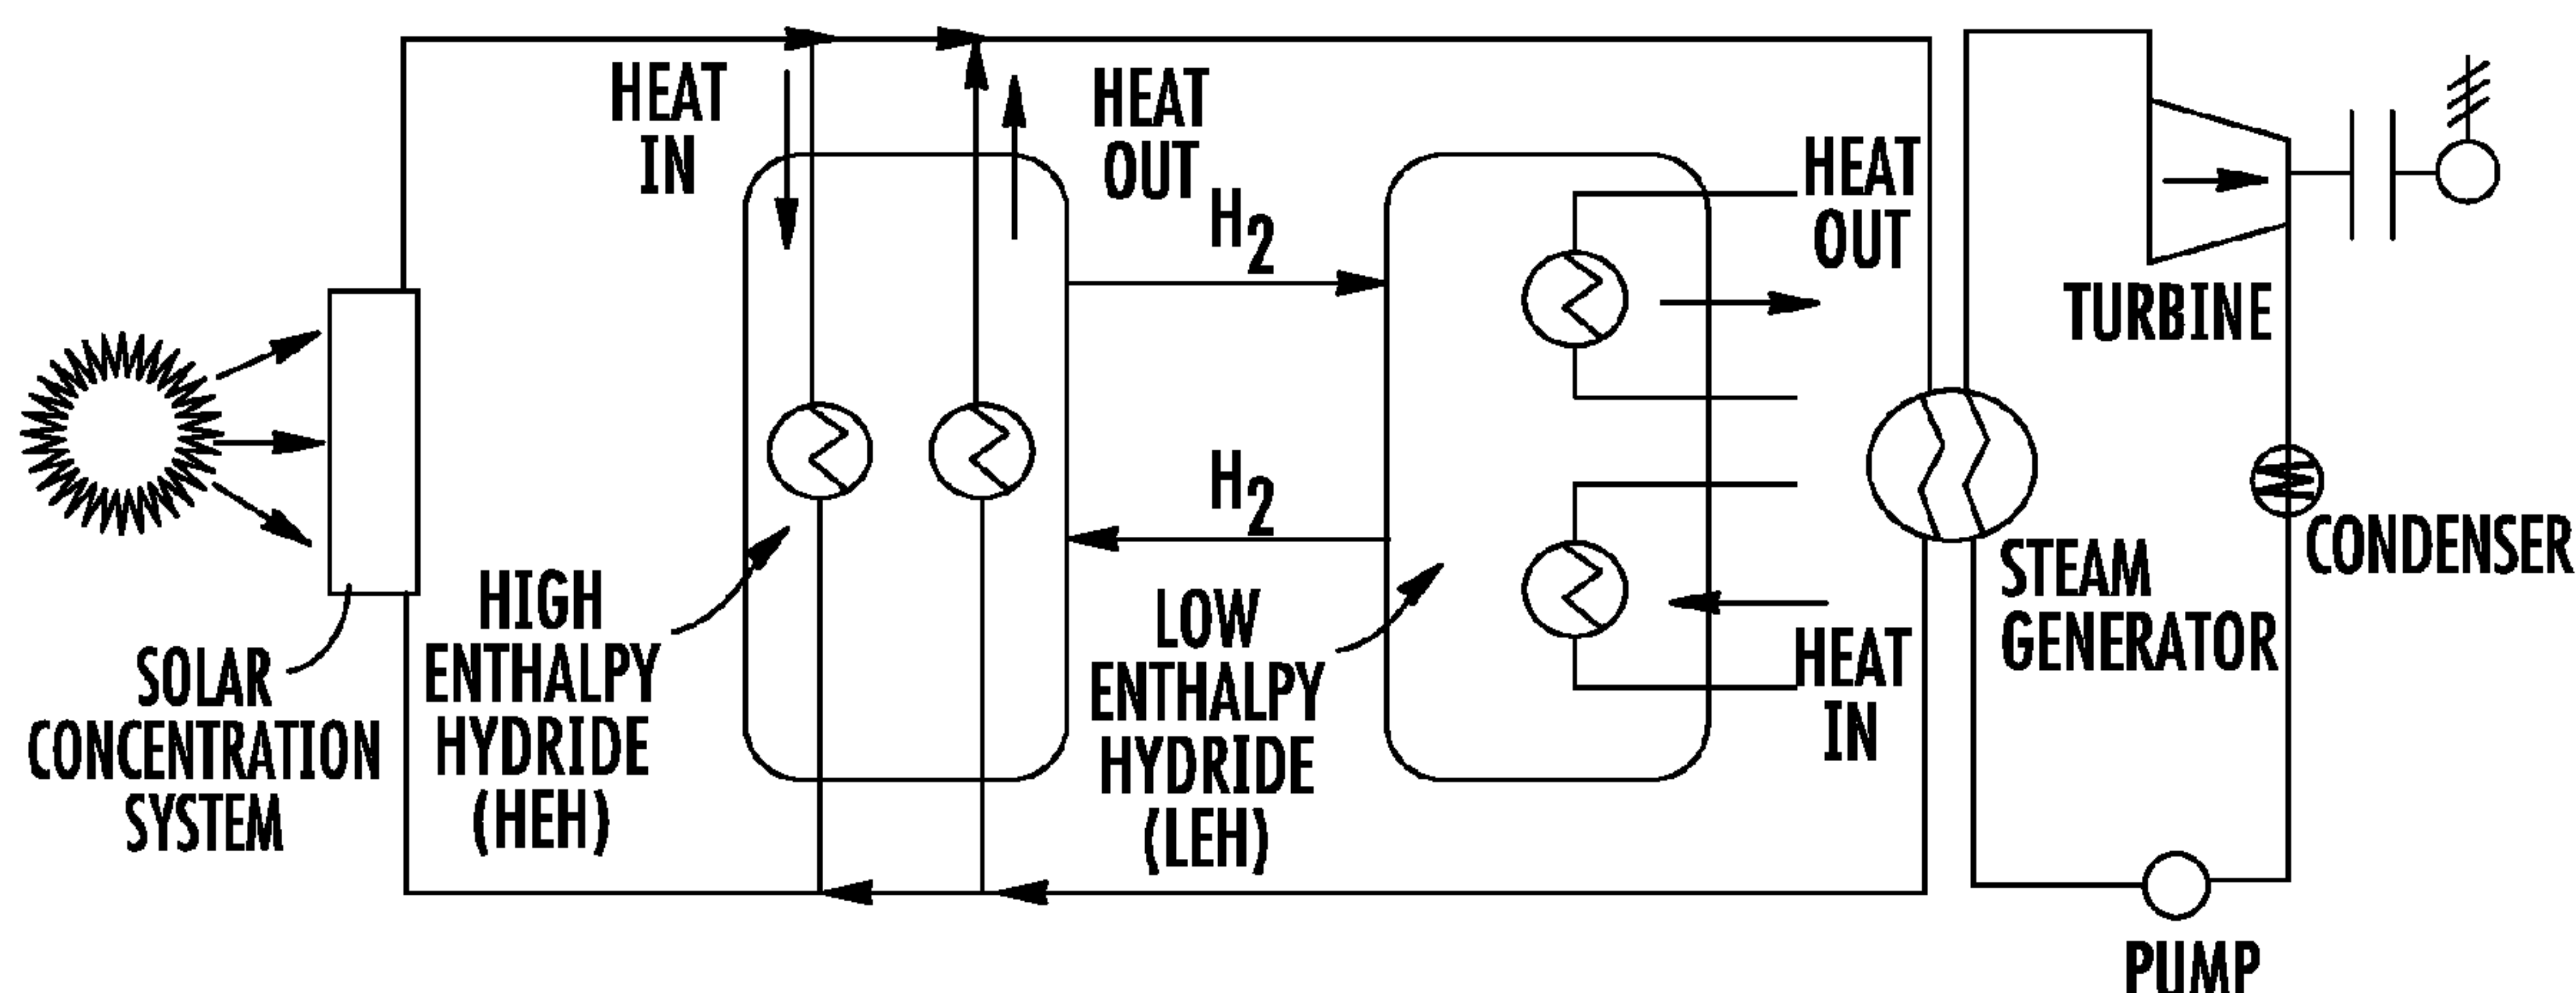 HEAT
IN
HEAT
OUT
H2
HEAT
OUT
TURBINE
H2
CONDENSER
STEAM
GENERATOR
HIGH
ENTHALPY
HYDRIDE
(HEH)
LOW
ENTHALPY
HYDRIDE
(LEH)
HEAT
IN
SOLAR
CONCENTRATION
SYSTEM
PUMP